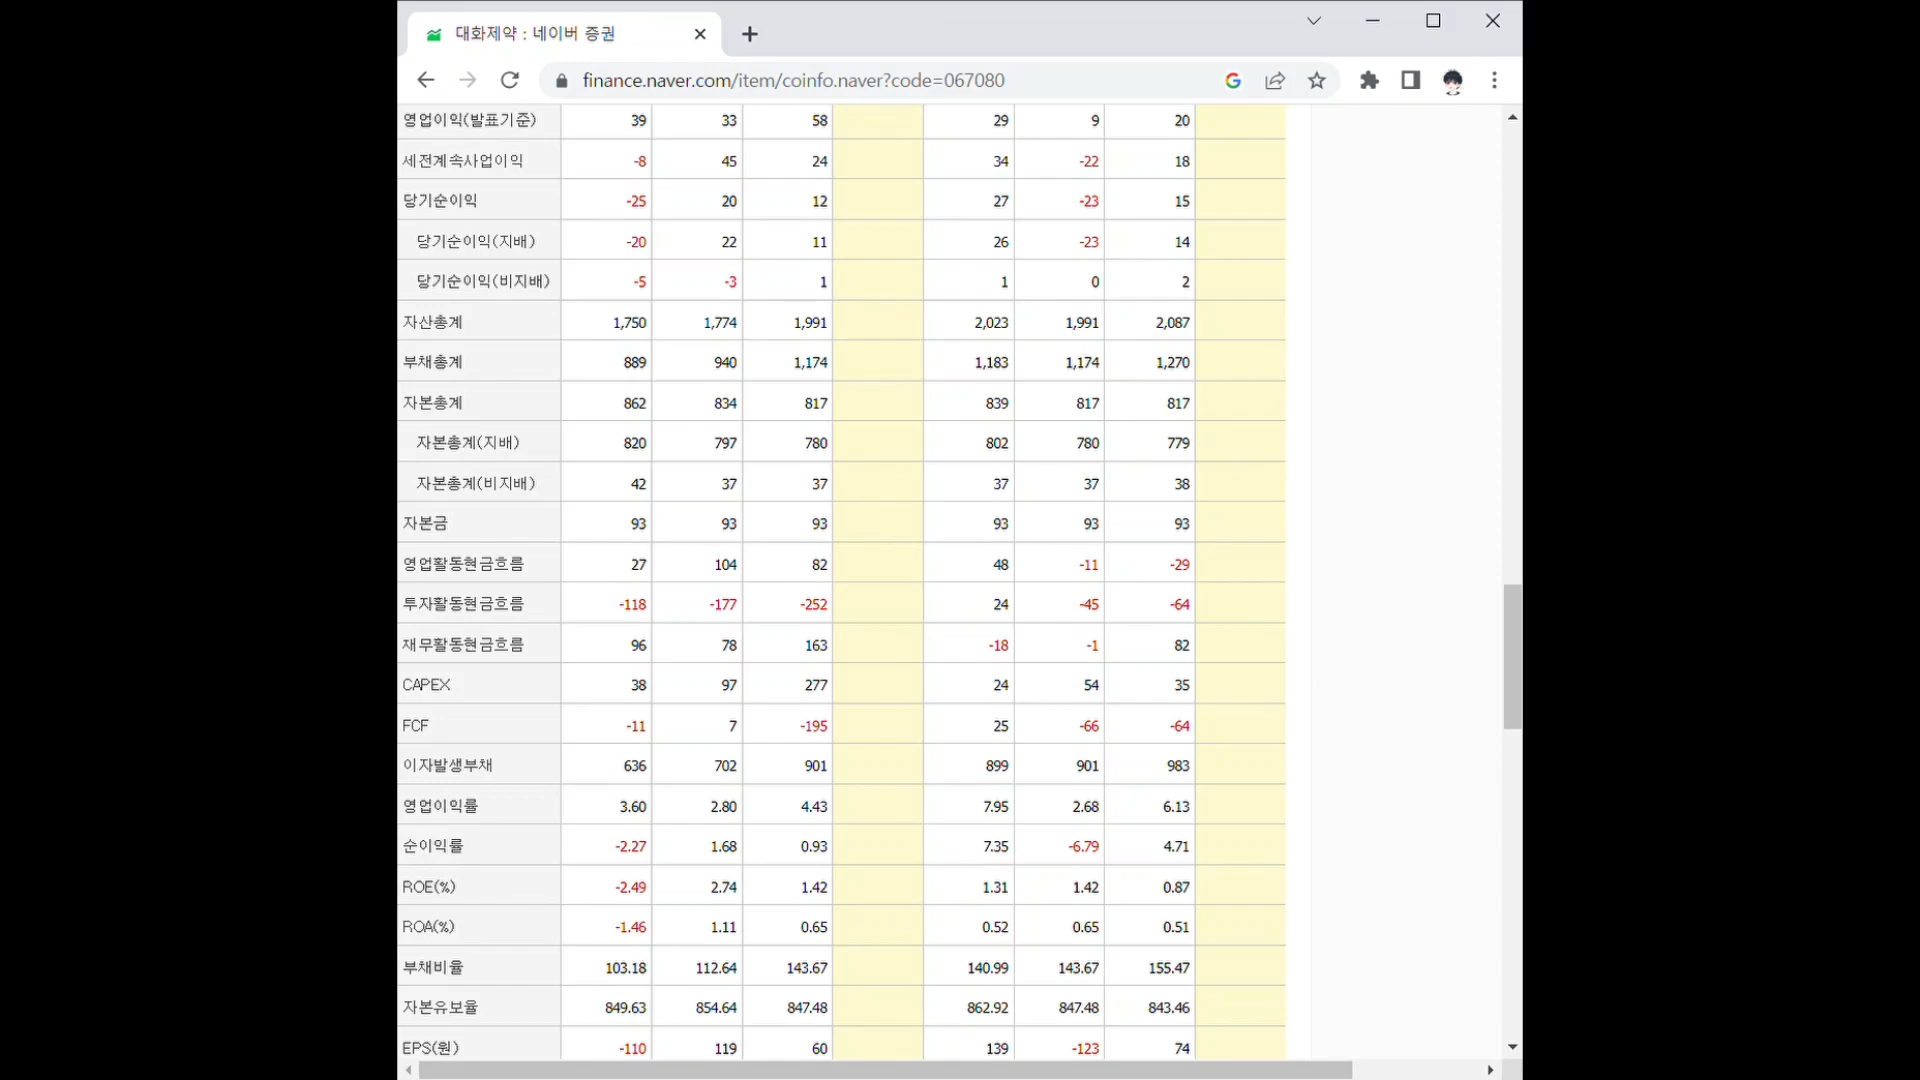 대화제약 : 네이버 증권
finance.naver.com/item/coinfo.naver?code=067080
영업이익(발표기준) 39 33 58 29 9 20
세전계속사업이익 -8 45 24 34 -22 18
당기순이익 -25 20 12 27 -23 15
당기순이익(지배) -20 22 11 26 -23 14
당기순이익(비지배) -5 -3 1 1 0 2
자산총계 1,750 1,774 1,991 2,023 1,991 2,087
부채총계 889 940 1,174 1,183 1,174 1,270
자본총계 862 834 817 839 817 817
자본총계(지배) 820 797 780 802 780 779
자본총계(비지배) 42 37 37 37 37 38
자본금 93 93 93 93 93 93
영업활동현금흐름 27 104 82 48 -11 -29
투자활동현금흐름 -118 -177 -252 24 -45 -64
재무활동현금흐름 96 78 163 -18 -1 82
CAPEX 38 97 277 24 54 35
FCF -11 7 -195 25 -66 -64
이자발생부채 636 702 901 899 901 983
영업이익률 3.60 2.80 4.43 7.95 2.68 6.13
순이익률 -2.27 1.68 0.93 7.35 -6.79 4.71
ROE(%) -2.49 2.74 1.42 1.31 1.42 0.87
ROA(%) -1.46 1.11 0.65 0.52 0.65 0.51
부채비율 103.18 112.64 143.67 140.99 143.67 155.47
자본유보율 849.63 854.64 847.48 862.92 847.48 843.46
EPS(원) -110 119 60 139 -123 74